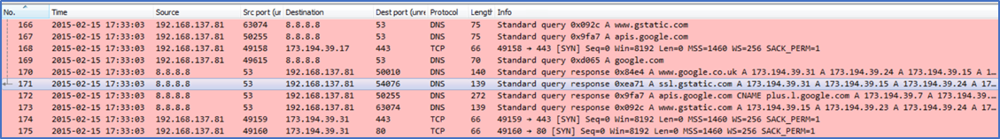 No. Time Source Src port (ur Destination Dest port (unre Protocol Length Info
166 2015-02-15 17:33:03 192.168.137.81 63074 8.8.8.8 53 DNS 75 Standard query 0x092c A www.gstatic.com
167 2015-02-15 17:33:03 192.168.137.81 50255 8.8.8.8 53 DNS 75 Standard query 0x9fa7 A apis.google.com
168 2015-02-15 17:33:03 192.168.137.81 49158 173.194.39.17 443 TCP 66 49158 → 443 [SYN] Seq=0 Win=8192 Len=0 MSS=1460 WS=256 SACK_PERM=1
169 2015-02-15 17:33:03 192.168.137.81 49615 8.8.8.8 53 DNS 70 Standard query 0xd065 A google.com
170 2015-02-15 17:33:03 8.8.8.8 53 192.168.137.81 50010 DNS 140 Standard query response 0x84e4 A www.google.co.uk A 173.194.39.31 A 173.194.39.24 A 173.194.39.15 A 1…
171 2015-02-15 17:33:03 8.8.8.8 53 192.168.137.81 54076 DNS 139 Standard query response 0xea71 A ssl.gstatic.com A 173.194.39.31 A 173.194.39.15 A 173.194.39.24 A 17…
172 2015-02-15 17:33:03 8.8.8.8 53 192.168.137.81 50255 DNS 272 Standard query response 0x9fa7 A apis.google.com CNAME plus.l.google.com A 173.194.39.7 A 173.194.39…
173 2015-02-15 17:33:03 8.8.8.8 53 192.168.137.81 63074 DNS 139 Standard query response 0x092c A www.gstatic.com A 173.194.39.15 A 173.194.39.23 A 173.194.39.24 A 17…
174 2015-02-15 17:33:03 192.168.137.81 49159 173.194.39.31 443 TCP 66 49159 → 443 [SYN] Seq=0 Win=8192 Len=0 MSS=1460 WS=256 SACK_PERM=1
175 2015-02-15 17:33:03 192.168.137.81 49160 173.194.39.31 80 TCP 66 49160 → 80 [SYN] Seq=0 Win=8192 Len=0 MSS=1460 WS=256 SACK_PERM=1